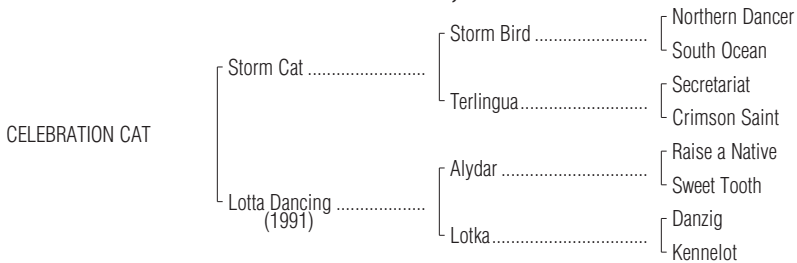 Northern Dancer
Storm Bird ..............................
South Ocean
Storm Cat ...............................
Secretariat
Terlingua..................................
Crimson Saint
CELEBRATION CAT
Raise a Native
Alydar ......................................
Sweet Tooth
Lotta Dancing ........................
(1991)
Danzig
Lotka.........................................
Kennelot